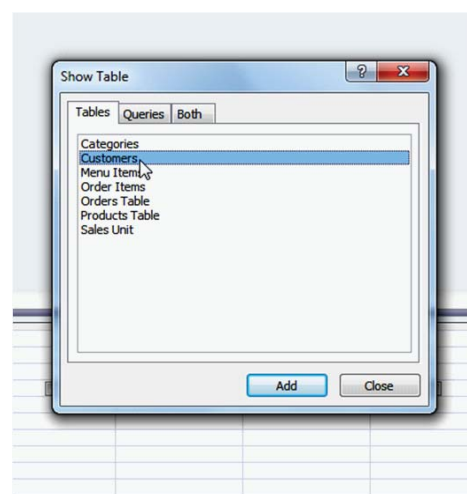 Show Table
Tables Queries Both
Categories
Customers
Menu Items
Order Items
Orders Table
Products Table
Sales Unit
Add Close